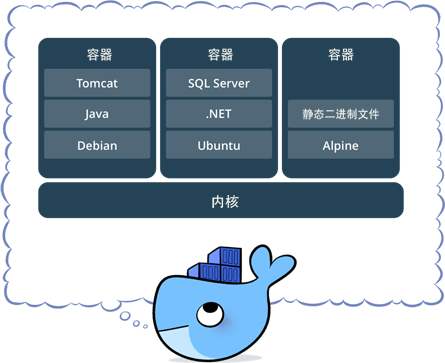 容器
Tomcat
Java
Debian
容器
SQL Server
.NET
Ubuntu
容器
静态二进制文件
Alpine
内核